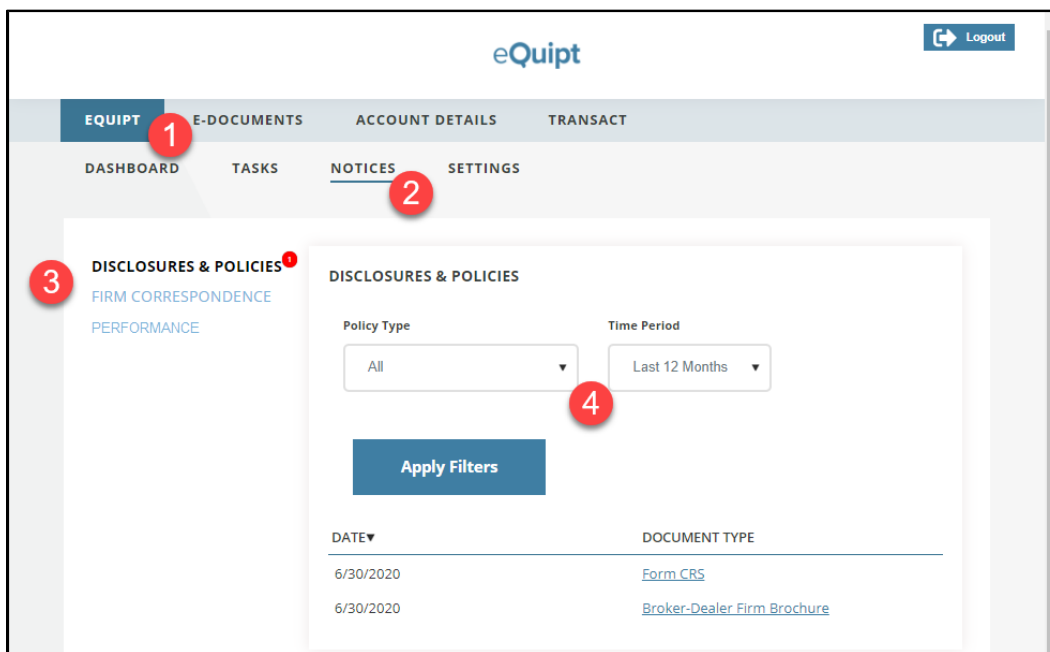 eQuipt
Logout
EQUIPT E-DOCUMENTS ACCOUNT DETAILS TRANSACT
1
DASHBOARD TASKS NOTICES SETTINGS
2
DISCLOSURES & POLICIES 1
3
FIRM CORRESPONDENCE
PERFORMANCE
DISCLOSURES & POLICIES
Policy Type Time Period
All Last 12 Months
4
Apply Filters
DATE▼ DOCUMENT TYPE
6/30/2020 Form CRS
6/30/2020 Broker-Dealer Firm Brochure